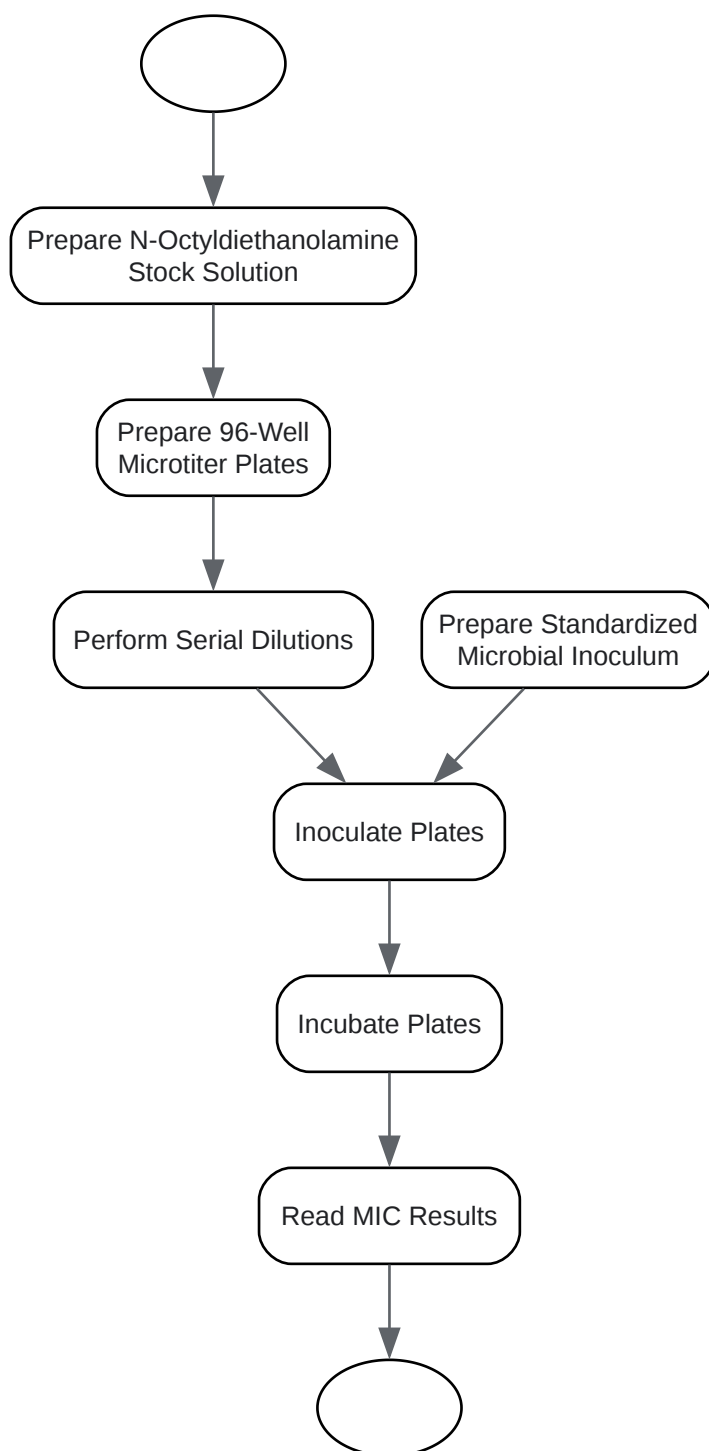 Prepare N-Octyldiethanolamine
Stock Solution
Prepare 96-Well
Microtiter Plates
Perform Serial Dilutions
Prepare Standardized
Microbial Inoculum
Inoculate Plates
Incubate Plates
Read MIC Results